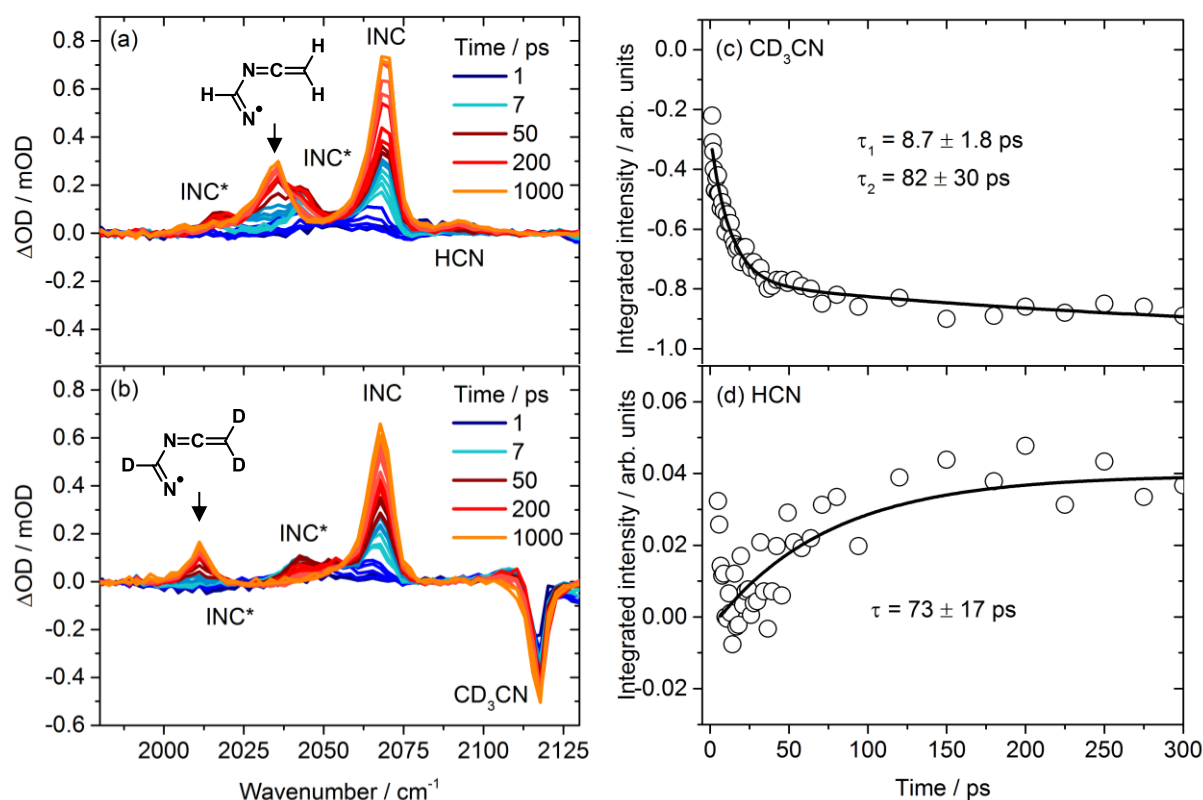 (a)
INC
Time / ps
1
7
50
200
1000
H
N=C=C
H
H
N•
INC*
INC*
HCN
0.8
0.6
0.4
0.2
0.0
-0.2
-0.4
ΔOD / mOD
(b)
INC
Time / ps
1
7
50
200
1000
D
N=C=C
D
D
N•
INC*
INC*
CD₃CN
0.8
0.6
0.4
0.2
0.0
-0.2
-0.4
-0.6
ΔOD / mOD
2000 2025 2050 2075 2100 2125
Wavenumber / cm⁻¹
(c) CD₃CN
τ₁ = 8.7 ± 1.8 ps
τ₂ = 82 ± 30 ps
0.0
-0.2
-0.4
-0.6
-0.8
-1.0
Integrated intensity / arb. units
(d) HCN
τ = 73 ± 17 ps
0.06
0.04
0.02
0.00
-0.02
Integrated intensity / arb. units
0 50 100 150 200 250 300
Time / ps